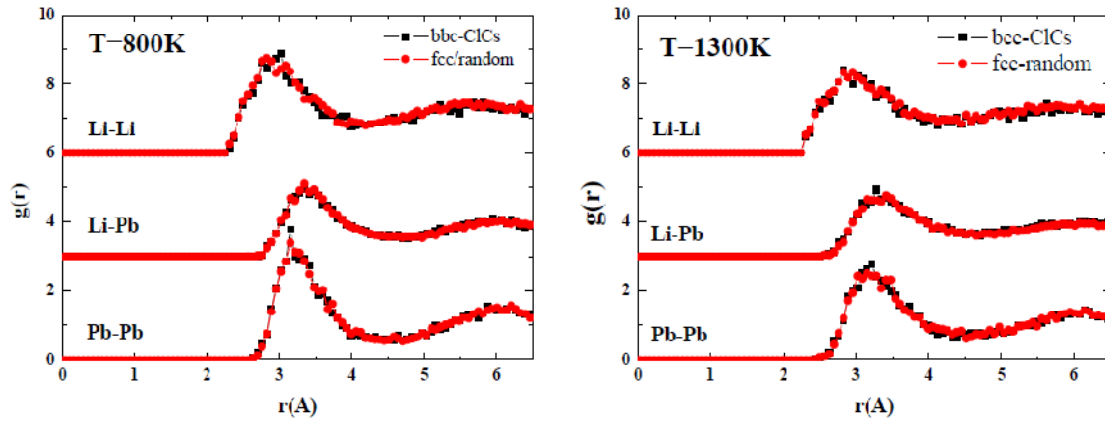 T=800K
bbc-ClCs
fcc/random
Li-Li
Li-Pb
Pb-Pb
g(r)
10
8
6
4
2
0
0 1 2 3 4 5 6
r(A)
T=1300K
bcc-ClCs
fcc-random
Li-Li
Li-Pb
Pb-Pb
g(r)
10
8
6
4
2
0
0 1 2 3 4 5 6
r(A)